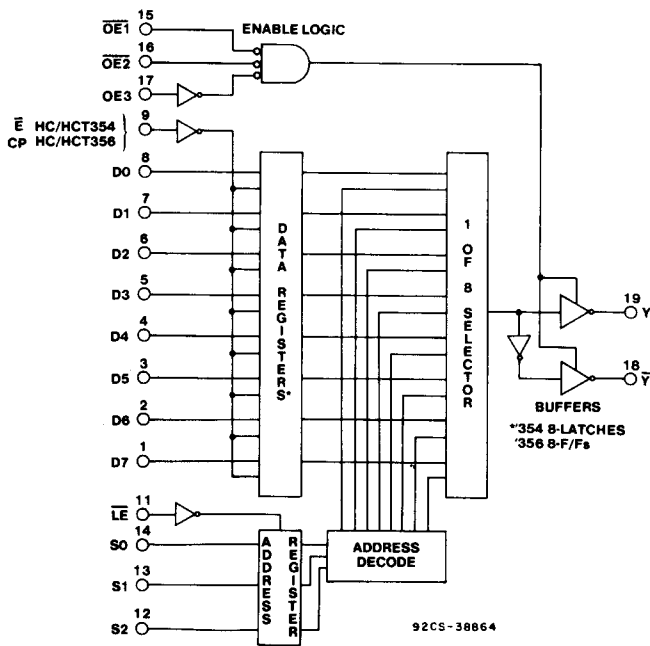 15
OE1
ENABLE LOGIC
16
OE2
17
OE3
9
E HC/HCT354
CP HC/HCT356
8
D0
7
D1
6
D2
5
D3
4
D4
3
D5
2
D6
1
D7
DATA REGISTERS*
1 OF 8 SELECTOR
19
Y
18
Y
BUFFERS
*'354 8-LATCHES
'356 8-F/Fs
11
LE
14
S0
13
S1
12
S2
ADDRESS
REGISTER
ADDRESS
DECODE
92CS-38864